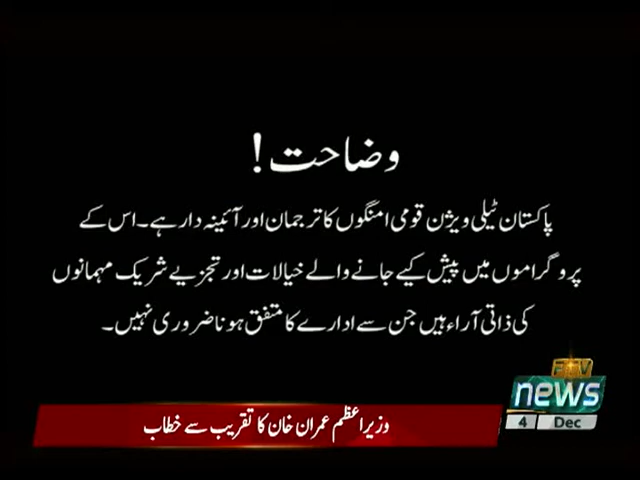 وضاحت!
پاکستان ٹیلی ویژن قومی امنگوں کا ترجمان اور آئینہ دار ہے۔ اس کے
پروگراموں میں پیش کیے جانے والے خیالات اور تجزیے شریک مہمانوں
کی ذاتی آراء ہیں جن سے ادارے کا متفق ہونا ضروری نہیں۔
PTV
news
4 Dec
وزیراعظم عمران خان کا تقریب سے خطاب